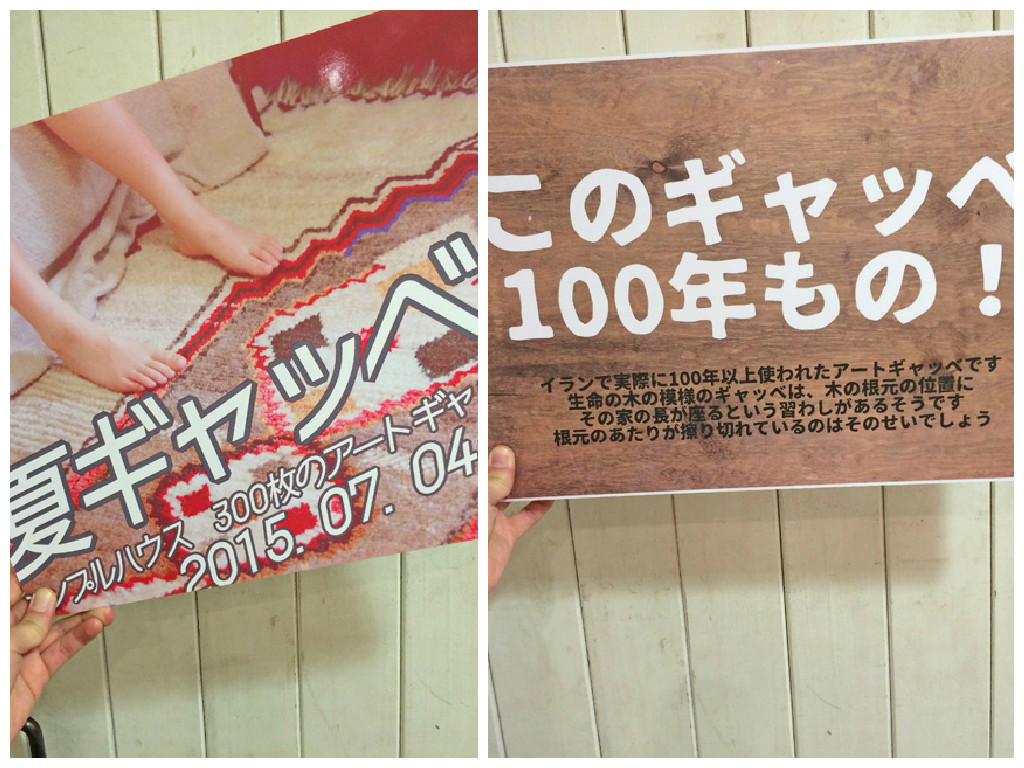 夏ギャッベ
ンプルハウス 300枚のアートギャ
2015. 07. 04
このギャッベ
100年もの！
イランで実際に100年以上使われたアートギャッベです
生命の木の模様のギャッベは、木の根元の位置に
その家の長が座るという習わしがあるそうです
根元のあたりが擦り切れているのはそのせいでしょう